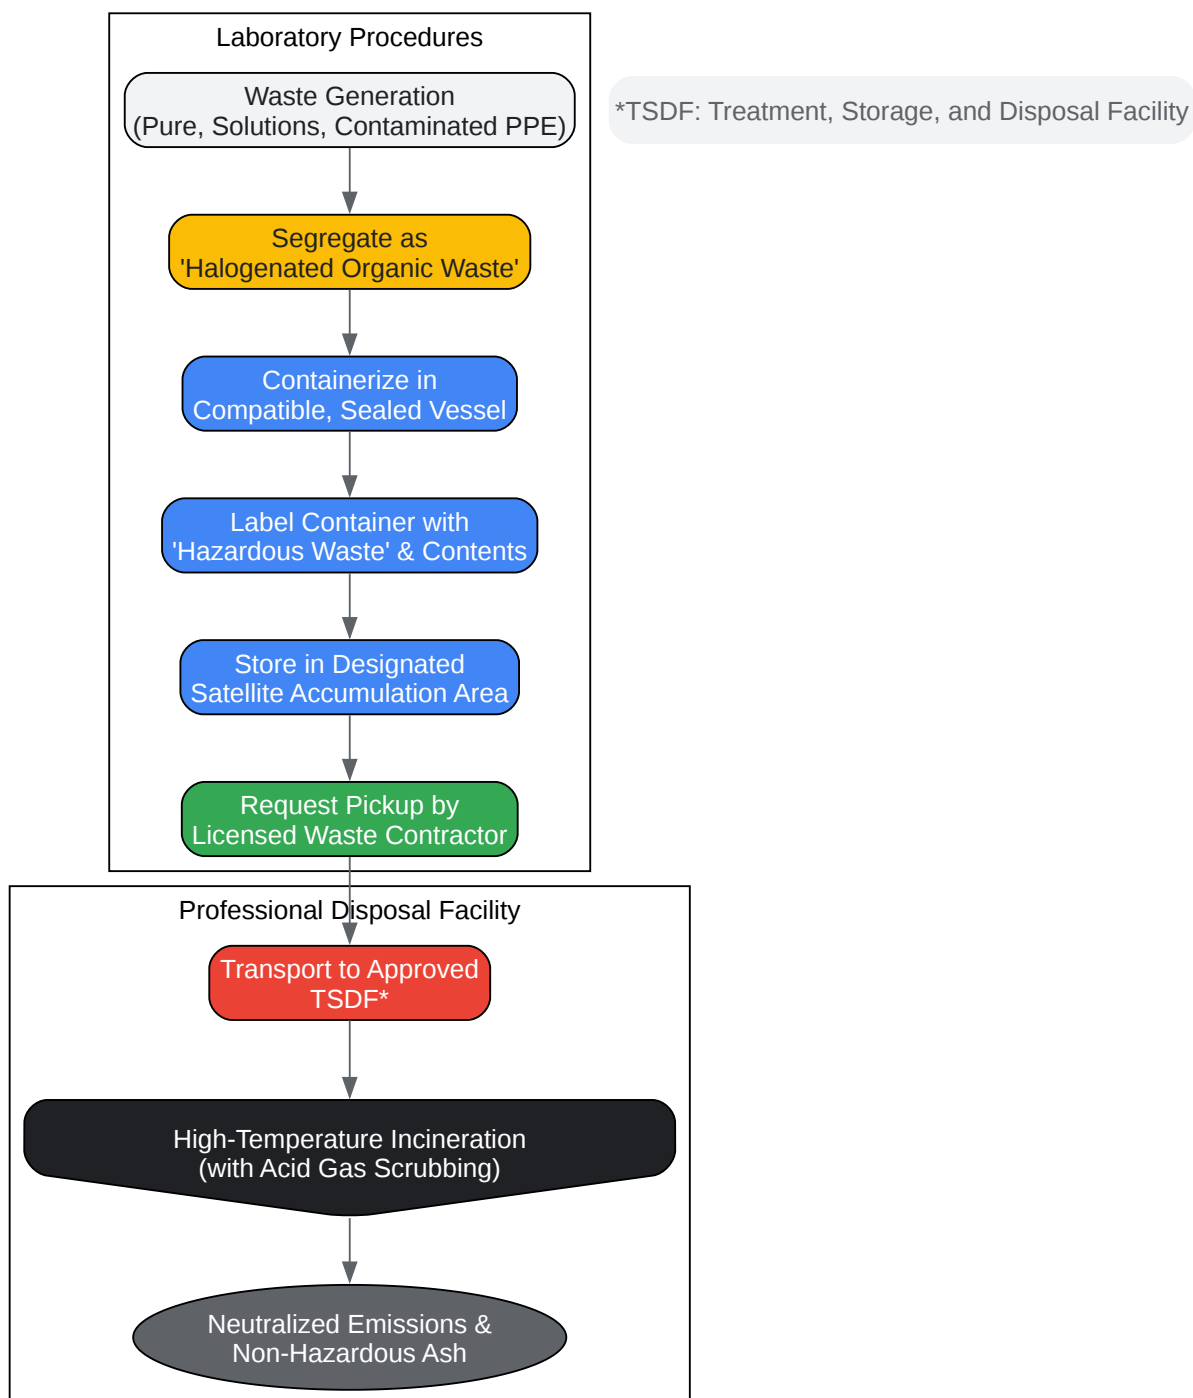 Laboratory Procedures
Waste Generation
(Pure, Solutions, Contaminated PPE)
*TSDF: Treatment, Storage, and Disposal Facility
Segregate as
'Halogenated Organic Waste'
Containerize in
Compatible, Sealed Vessel
Label Container with
'Hazardous Waste' & Contents
Store in Designated
Satellite Accumulation Area
Request Pickup by
Licensed Waste Contractor
Professional Disposal Facility
Transport to Approved
TSDF*
High-Temperature Incineration
(with Acid Gas Scrubbing)
Neutralized Emissions &
Non-Hazardous Ash